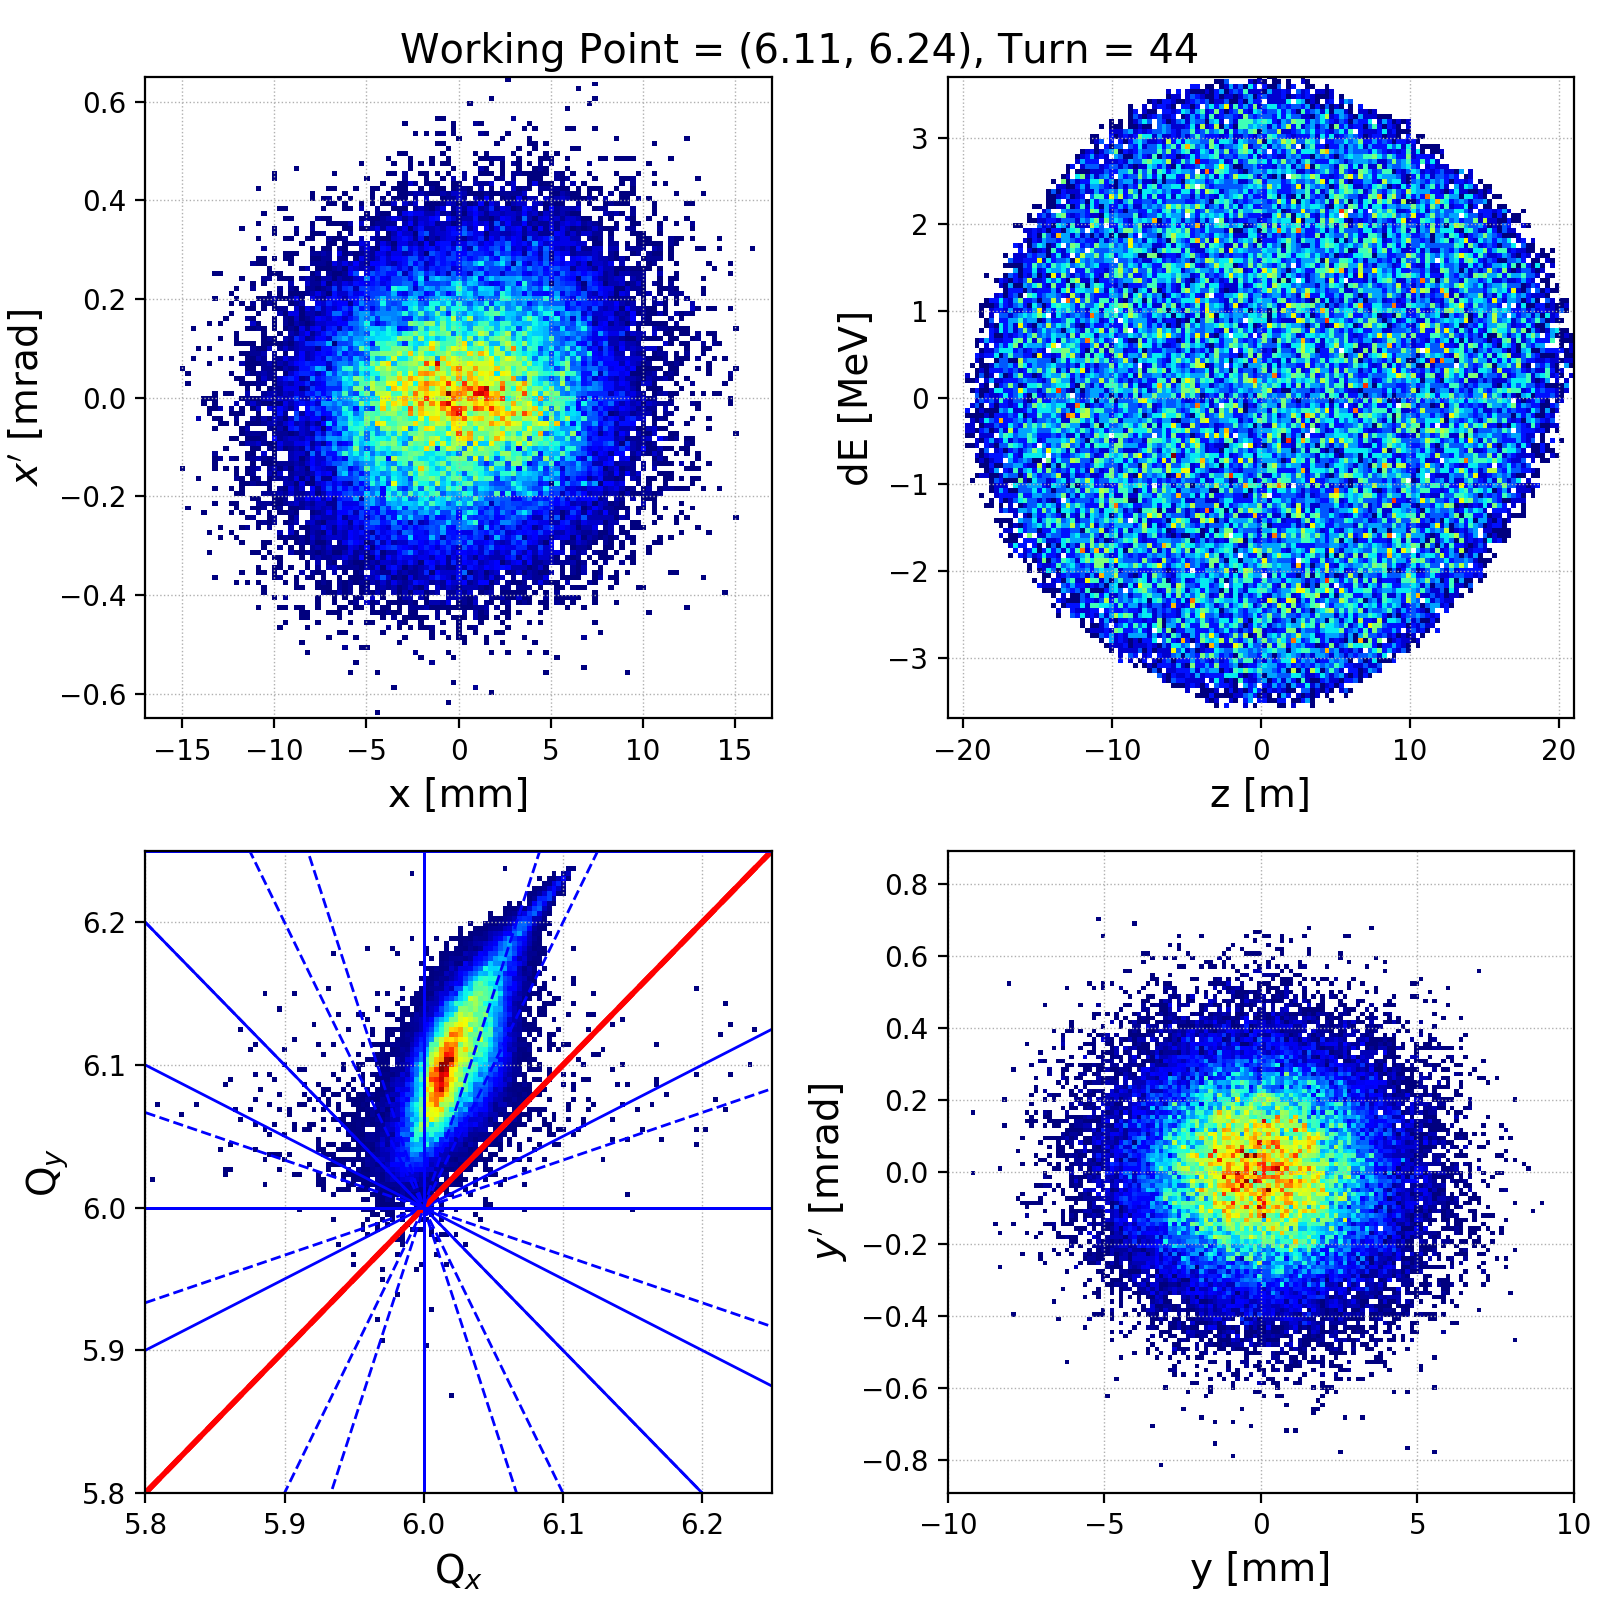 Working Point = (6.11, 6.24), Turn = 44
0.6
0.4
0.2
0.0
−0.2
−0.4
−0.6
x′ [mrad]
−15 −10 −5 0 5 10 15
x [mm]
3
2
1
0
−1
−2
−3
dE [MeV]
−20 −10 0 10 20
z [m]
6.2
6.1
6.0
5.9
5.8
Qy
5.8 5.9 6.0 6.1 6.2
Qx
0.8
0.6
0.4
0.2
0.0
−0.2
−0.4
−0.6
−0.8
y′ [mrad]
−10 −5 0 5 10
y [mm]